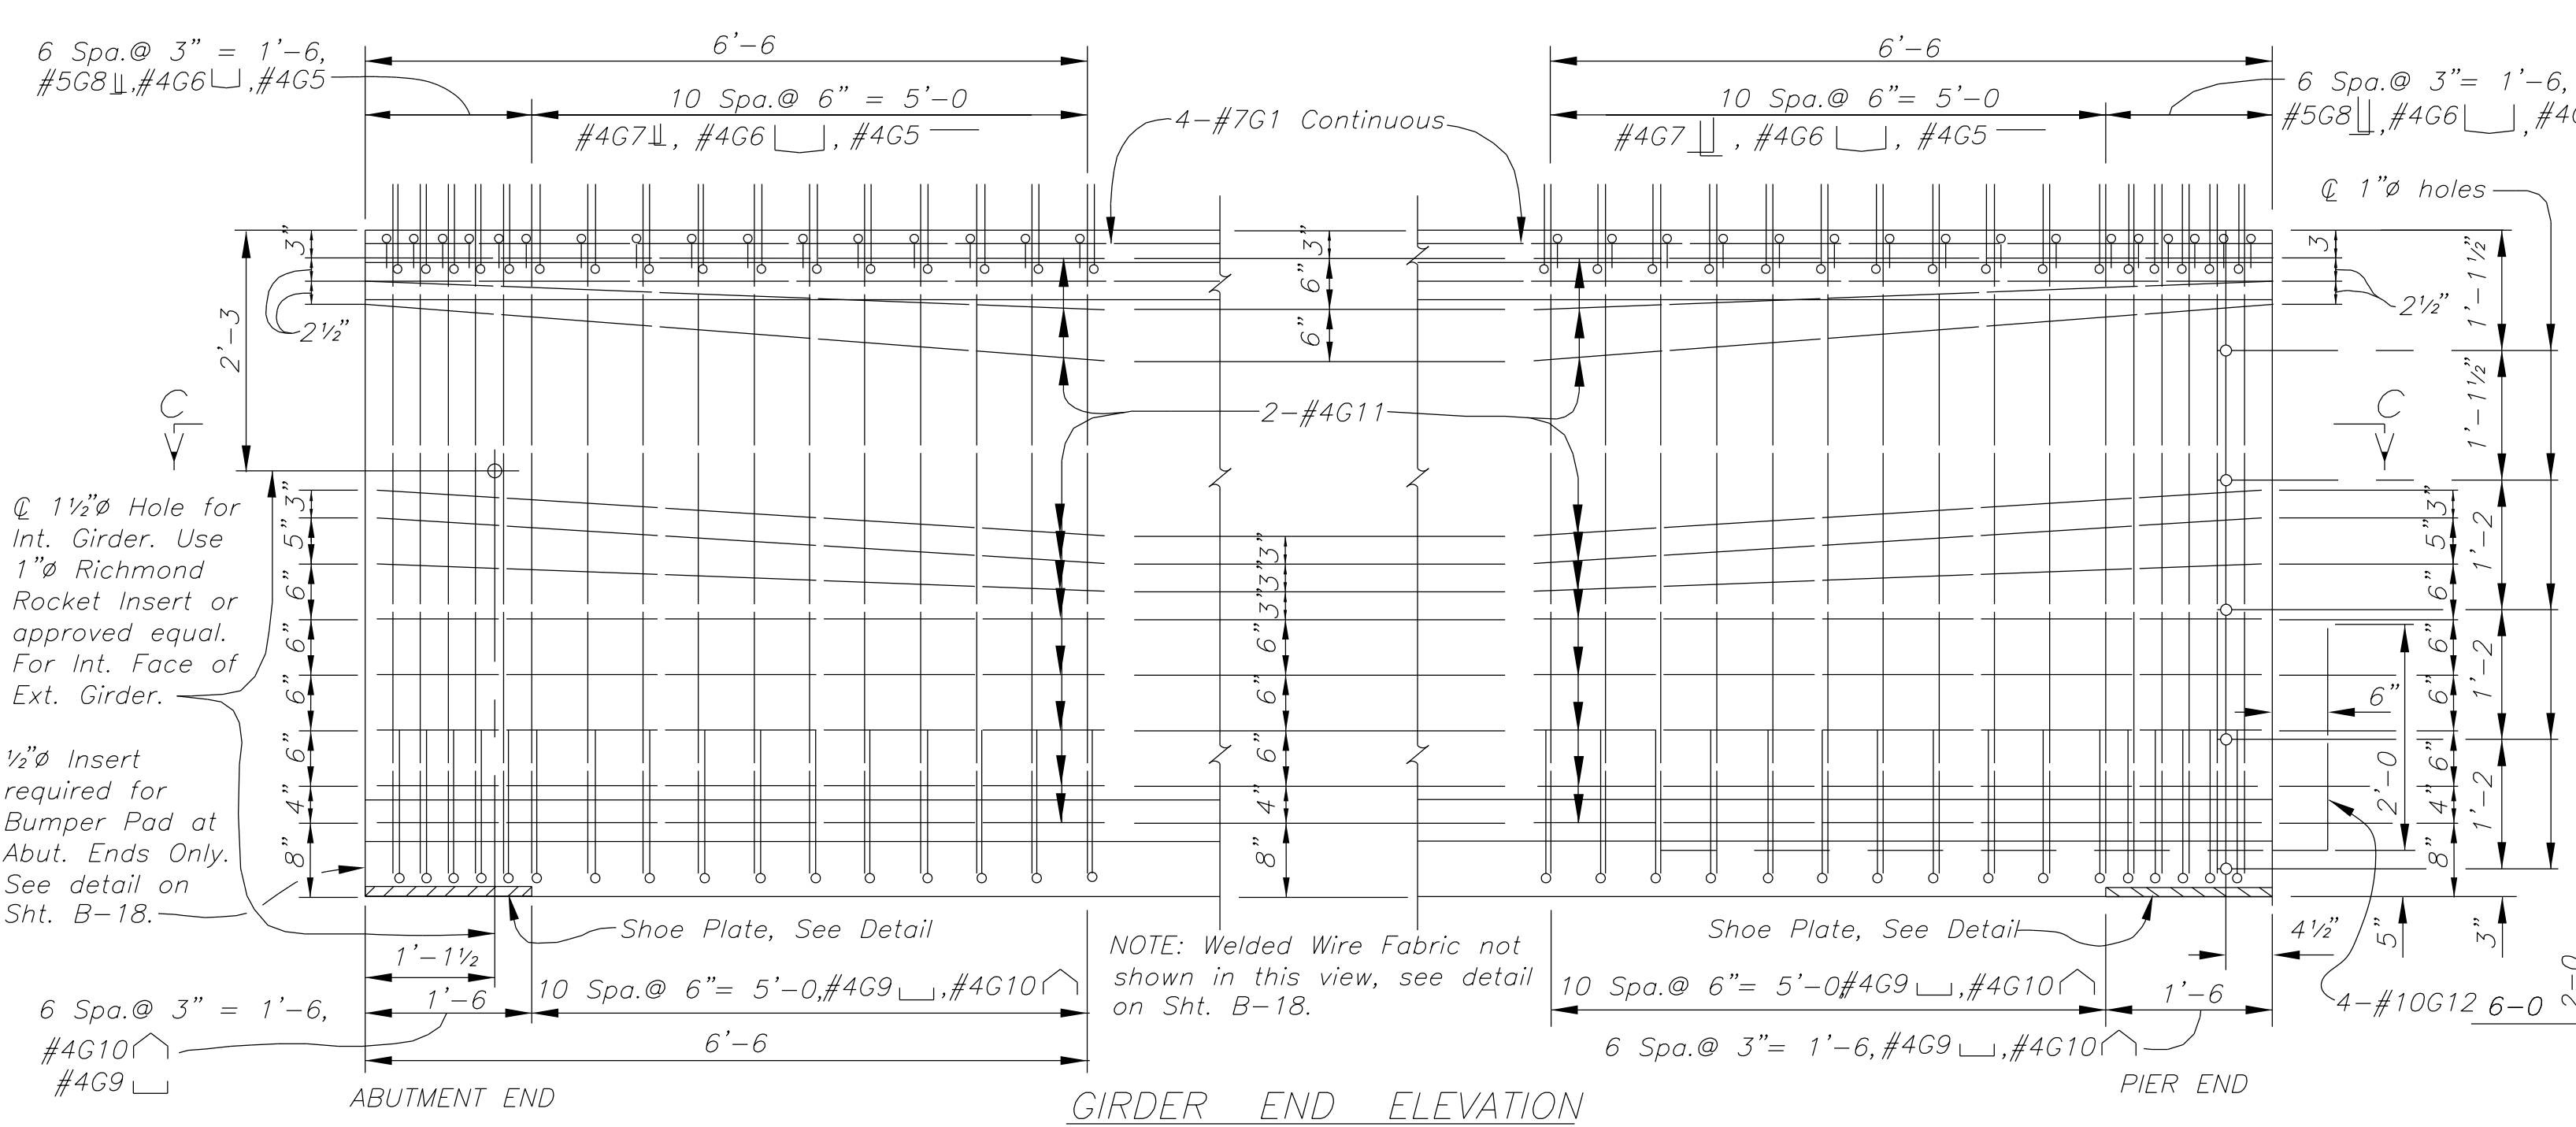 6 Spa.@ 3" = 1'-6,
#5G8 ,#4G6 ,#4G5
6'-6
10 Spa.@ 6" = 5'-0
#4G7 , #4G6 , #4G5
4-#7G1 Continuous
6'-6
10 Spa.@ 6"= 5'-0
#4G7 , #4G6 , #4G5
6 Spa.@ 3"= 1'-6,
#5G8 ,#4G6 ,
℄ 1"ø holes
3"
2½"
2'-3
C
3"
6"
6"
2-#4G11
3
2½"
1'-1½"
1'-1½"
C
℄ 1½"ø Hole for
Int. Girder. Use
1"ø Richmond
Rocket Insert or
approved equal.
For Int. Face of
Ext. Girder.
½"ø Insert
required for
Bumper Pad at
Abut. Ends Only.
See detail on
Sht. B-18.
3"
5"
6"
6"
6"
6"
4"
8"
3"
3"
3"
6"
6"
6"
4"
8"
3"
5"
6"
6"
6"
6"
4"
8"
1'-2
1'-2
1'-2
6"
2'-0
5"
3"
4½"
Shoe Plate, See Detail
1'-1½
1'-6
10 Spa.@ 6"= 5'-0,#4G9 ,#4G10
6'-6
6 Spa.@ 3" = 1'-6,
#4G10
#4G9
ABUTMENT END
NOTE: Welded Wire Fabric not
shown in this view, see detail
on Sht. B-18.
Shoe Plate, See Detail
10 Spa.@ 6"= 5'-0#4G9 ,#4G10
1'-6
6 Spa.@ 3"= 1'-6,#4G9 ,#4G10
4-#10G12
6-0
2-0
PIER END
GIRDER END ELEVATION